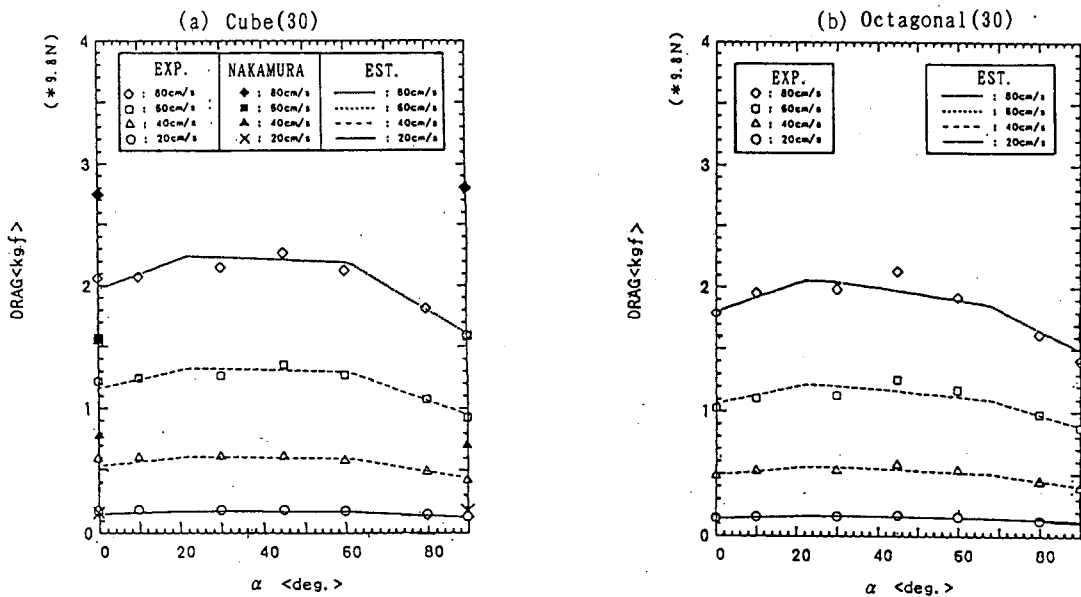 (a) Cube(30)
(*9.8N)
DRAG<kgf>
4
3
2
1
0
EXP.
NAKAMURA
EST.
◇ : 80cm/s
◆ : 80cm/s
: 80cm/s
□ : 60cm/s
■ : 60cm/s
: 60cm/s
△ : 40cm/s
▲ : 40cm/s
: 40cm/s
○ : 20cm/s
× : 20cm/s
: 20cm/s
0 20 40 60 80
α <deg.>
(b) Octagonal(30)
(*9.8N)
DRAG<kgf>
4
3
2
1
0
EXP.
◇ : 80cm/s
□ : 60cm/s
△ : 40cm/s
○ : 20cm/s
EST.
: 80cm/s
: 60cm/s
: 40cm/s
: 20cm/s
0 20 40 60 80
α <deg.>